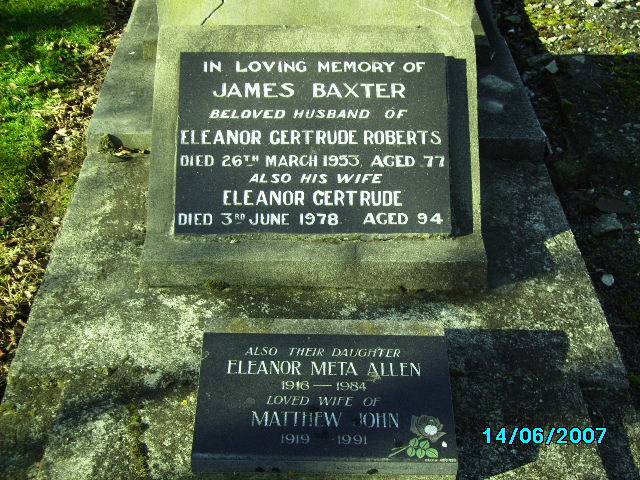 IN LOVING MEMORY OF
JAMES BAXTER
BELOVED HUSBAND OF
ELEANOR GERTRUDE ROBERTS
DIED 26TH MARCH 1953. AGED 77
ALSO HIS WIFE
ELEANOR GERTRUDE
DIED 3RD JUNE 1978. AGED 94
ALSO THEIR DAUGHTER
ELEANOR META ALLEN
1918 — 1984
LOVED WIFE OF
MATTHEW JOHN
1919 - 1991
14/06/2007